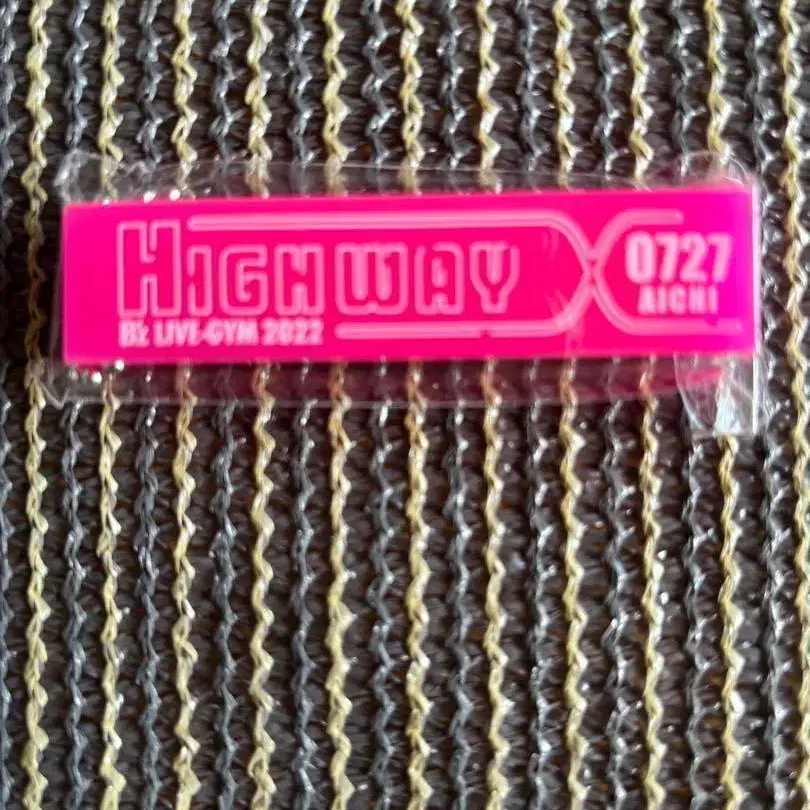 HIGHWAY X
B'z LIVE-GYM 2022
0727
AICHI